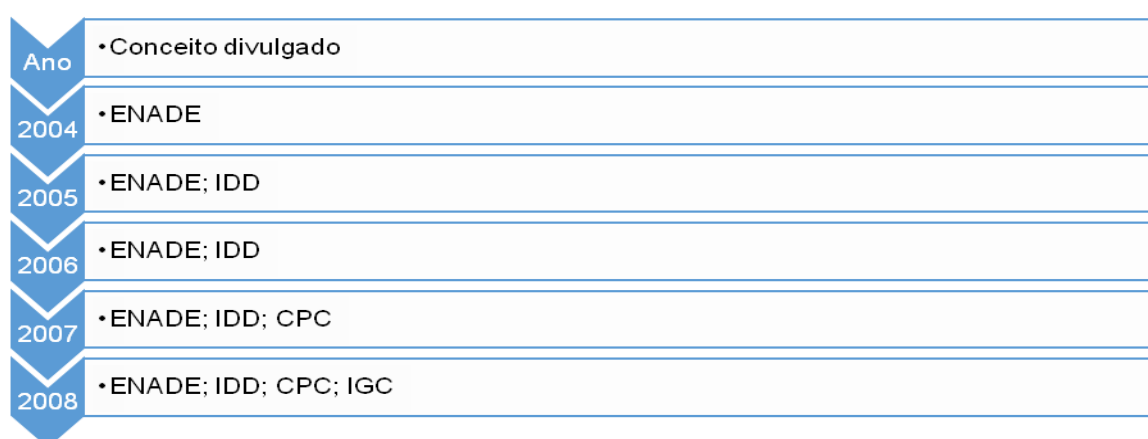 Ano
•Conceito divulgado
2004
•ENADE
2005
•ENADE; IDD
2006
•ENADE; IDD
2007
•ENADE; IDD; CPC
2008
•ENADE; IDD; CPC; IGC